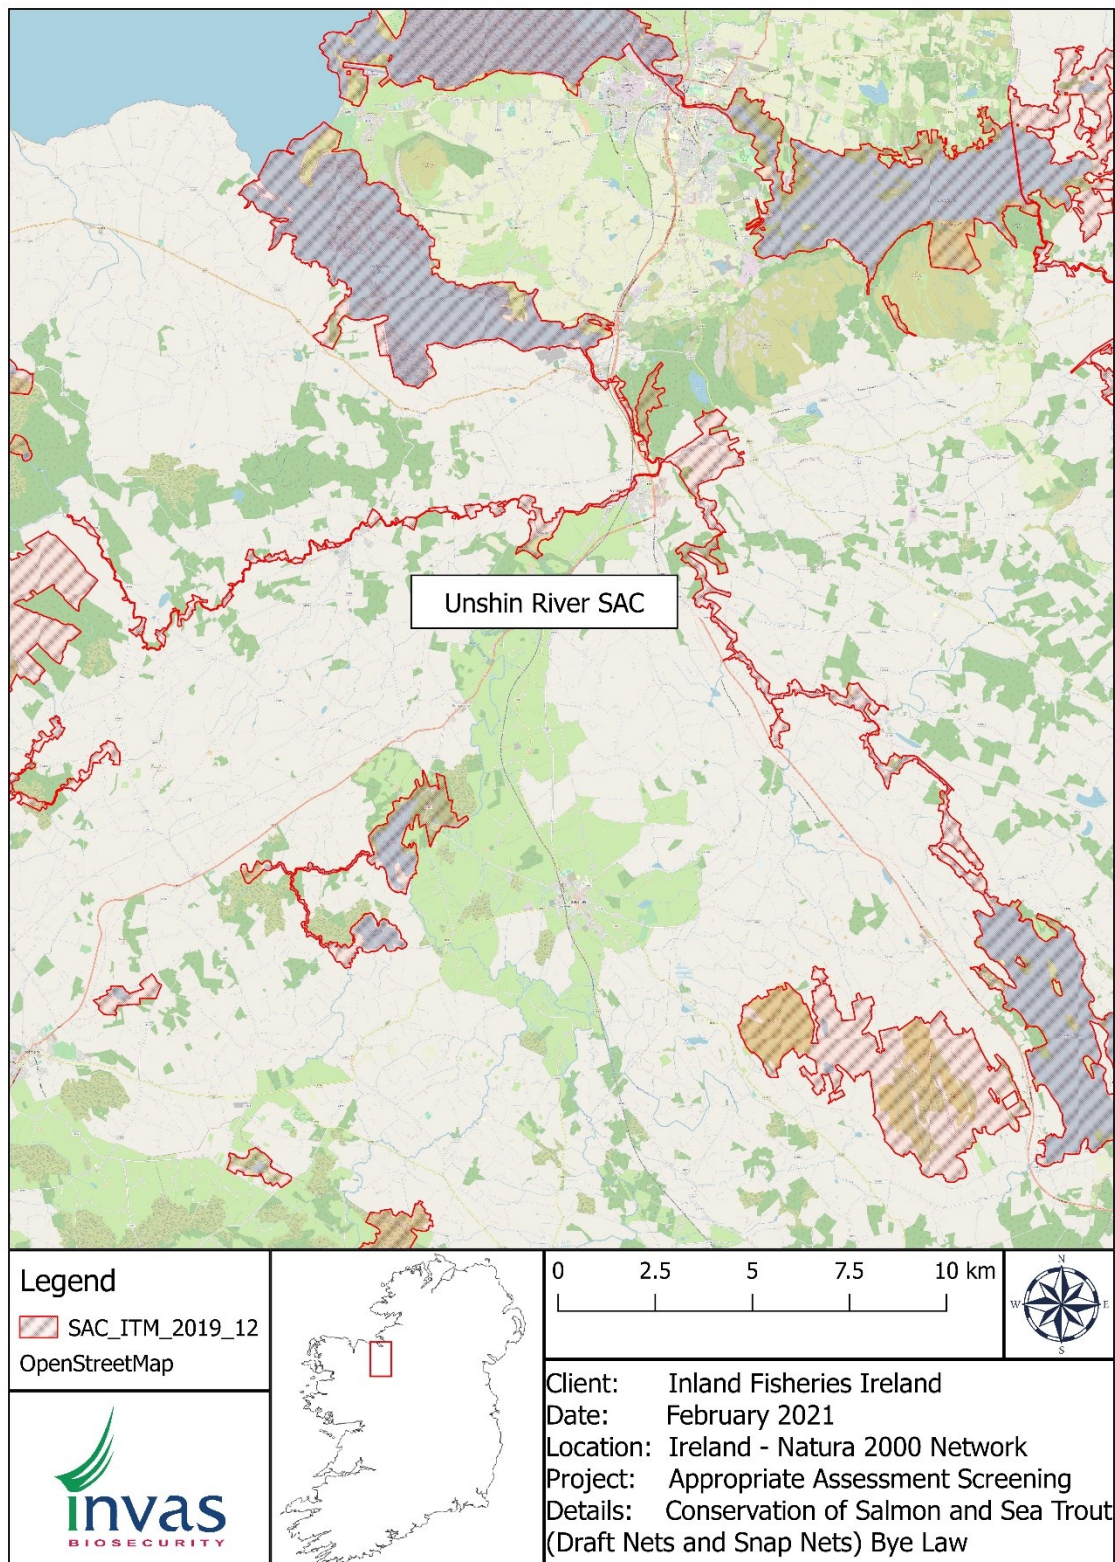 Unshin River SAC
Legend
SAC_ITM_2019_12
OpenStreetMap
invas
BIOSECURITY
0 2.5 5 7.5 10 km
N
W E
S
Client: Inland Fisheries Ireland
Date: February 2021
Location: Ireland - Natura 2000 Network
Project: Appropriate Assessment Screening
Details: Conservation of Salmon and Sea Trout
(Draft Nets and Snap Nets) Bye Law